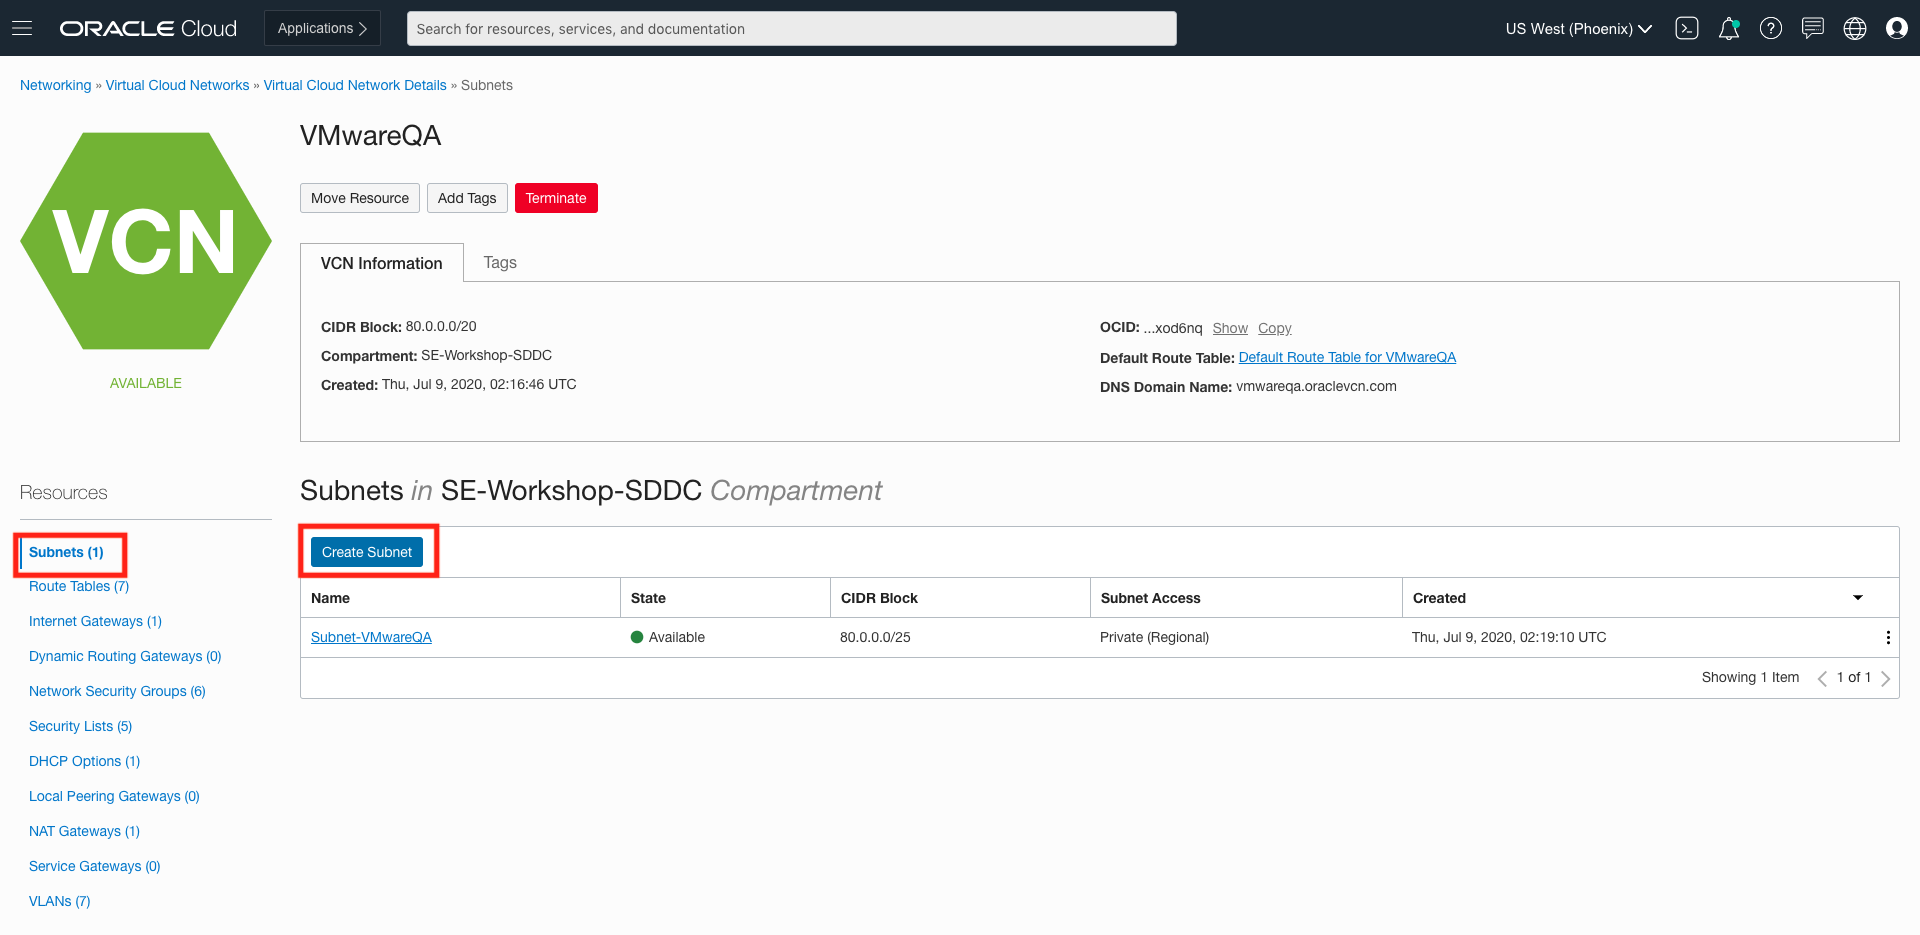 ORACLE Cloud
Applications
Search for resources, services, and documentation
US West (Phoenix)
Networking » Virtual Cloud Networks » Virtual Cloud Network Details » Subnets
VCN
AVAILABLE
VMwareQA
Move Resource
Add Tags
Terminate
VCN Information
Tags
CIDR Block: 80.0.0.0/20
Compartment: SE-Workshop-SDDC
Created: Thu, Jul 9, 2020, 02:16:46 UTC
OCID: ...xod6nq Show Copy
Default Route Table: Default Route Table for VMwareQA
DNS Domain Name: vmwareqa.oraclevcn.com
Resources
Subnets (1)
Route Tables (7)
Internet Gateways (1)
Dynamic Routing Gateways (0)
Network Security Groups (6)
Security Lists (5)
DHCP Options (1)
Local Peering Gateways (0)
NAT Gateways (1)
Service Gateways (0)
VLANs (7)
Subnets in SE-Workshop-SDDC Compartment
Create Subnet
Name State CIDR Block Subnet Access Created
Subnet-VMwareQA Available 80.0.0.0/25 Private (Regional) Thu, Jul 9, 2020, 02:19:10 UTC
Showing 1 Item 1 of 1